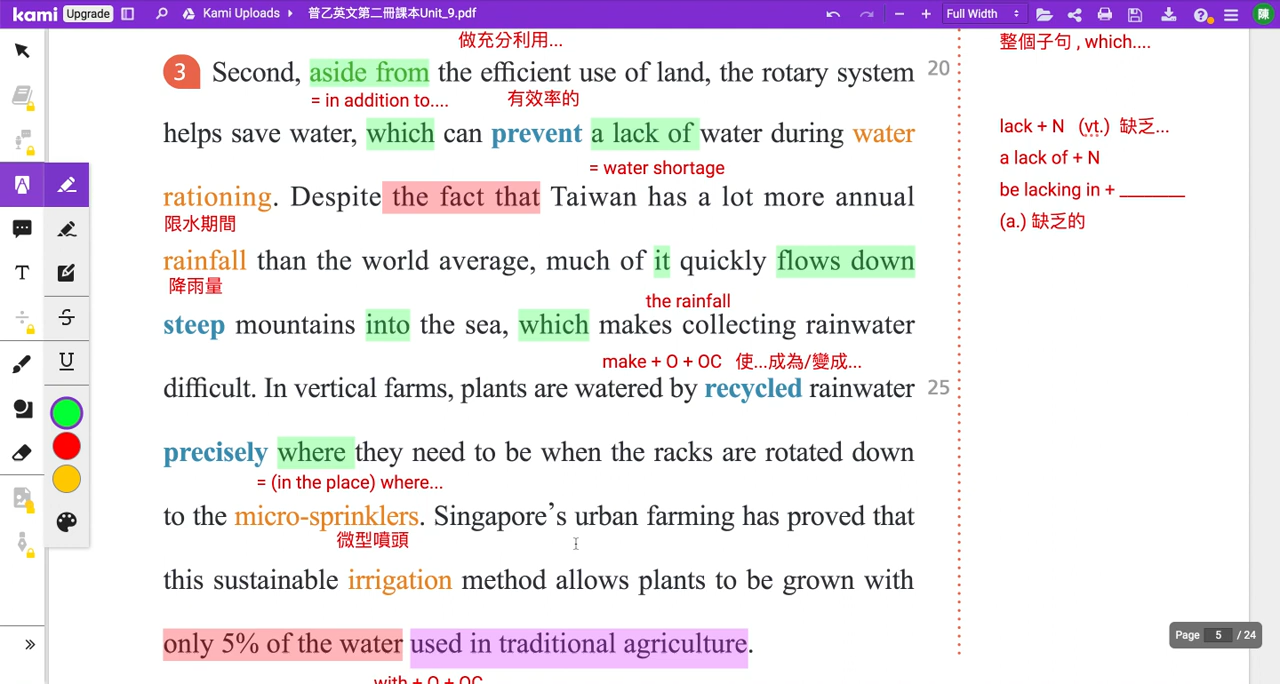 kami Upgrade Kami Uploads 普乙英文第二冊課本Unit_9.pdf Full Width 陳
做充分利用...
整個子句 , which....
3 Second, aside from the efficient use of land, the rotary system 20
= in addition to.... 有效率的
lack + N (vt.) 缺乏...
helps save water, which can prevent a lack of water during water
a lack of + N
= water shortage
be lacking in + ________
rationing. Despite the fact that Taiwan has a lot more annual
限水期間
(a.) 缺乏的
rainfall than the world average, much of it quickly flows down
降雨量
the rainfall
steep mountains into the sea, which makes collecting rainwater
make + O + OC 使...成為/變成...
difficult. In vertical farms, plants are watered by recycled rainwater 25
precisely where they need to be when the racks are rotated down
= (in the place) where...
to the micro-sprinklers. Singapore's urban farming has proved that
微型噴頭
this sustainable irrigation method allows plants to be grown with
Page 5 / 24
only 5% of the water used in traditional agriculture.
with + O + OC